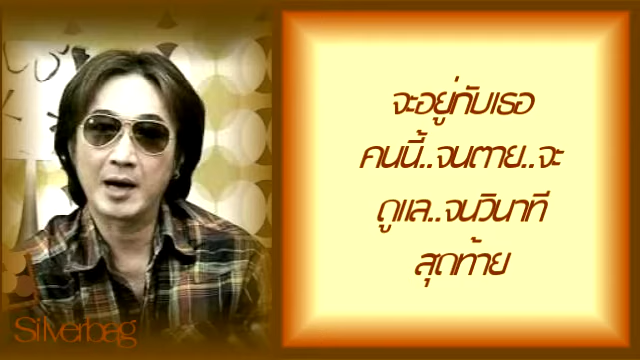 จะอยู่กับเธอ
คนนี้..จนตาย..จะ
ดูแล..จนวินาที
สุดท้าย
Silverbag